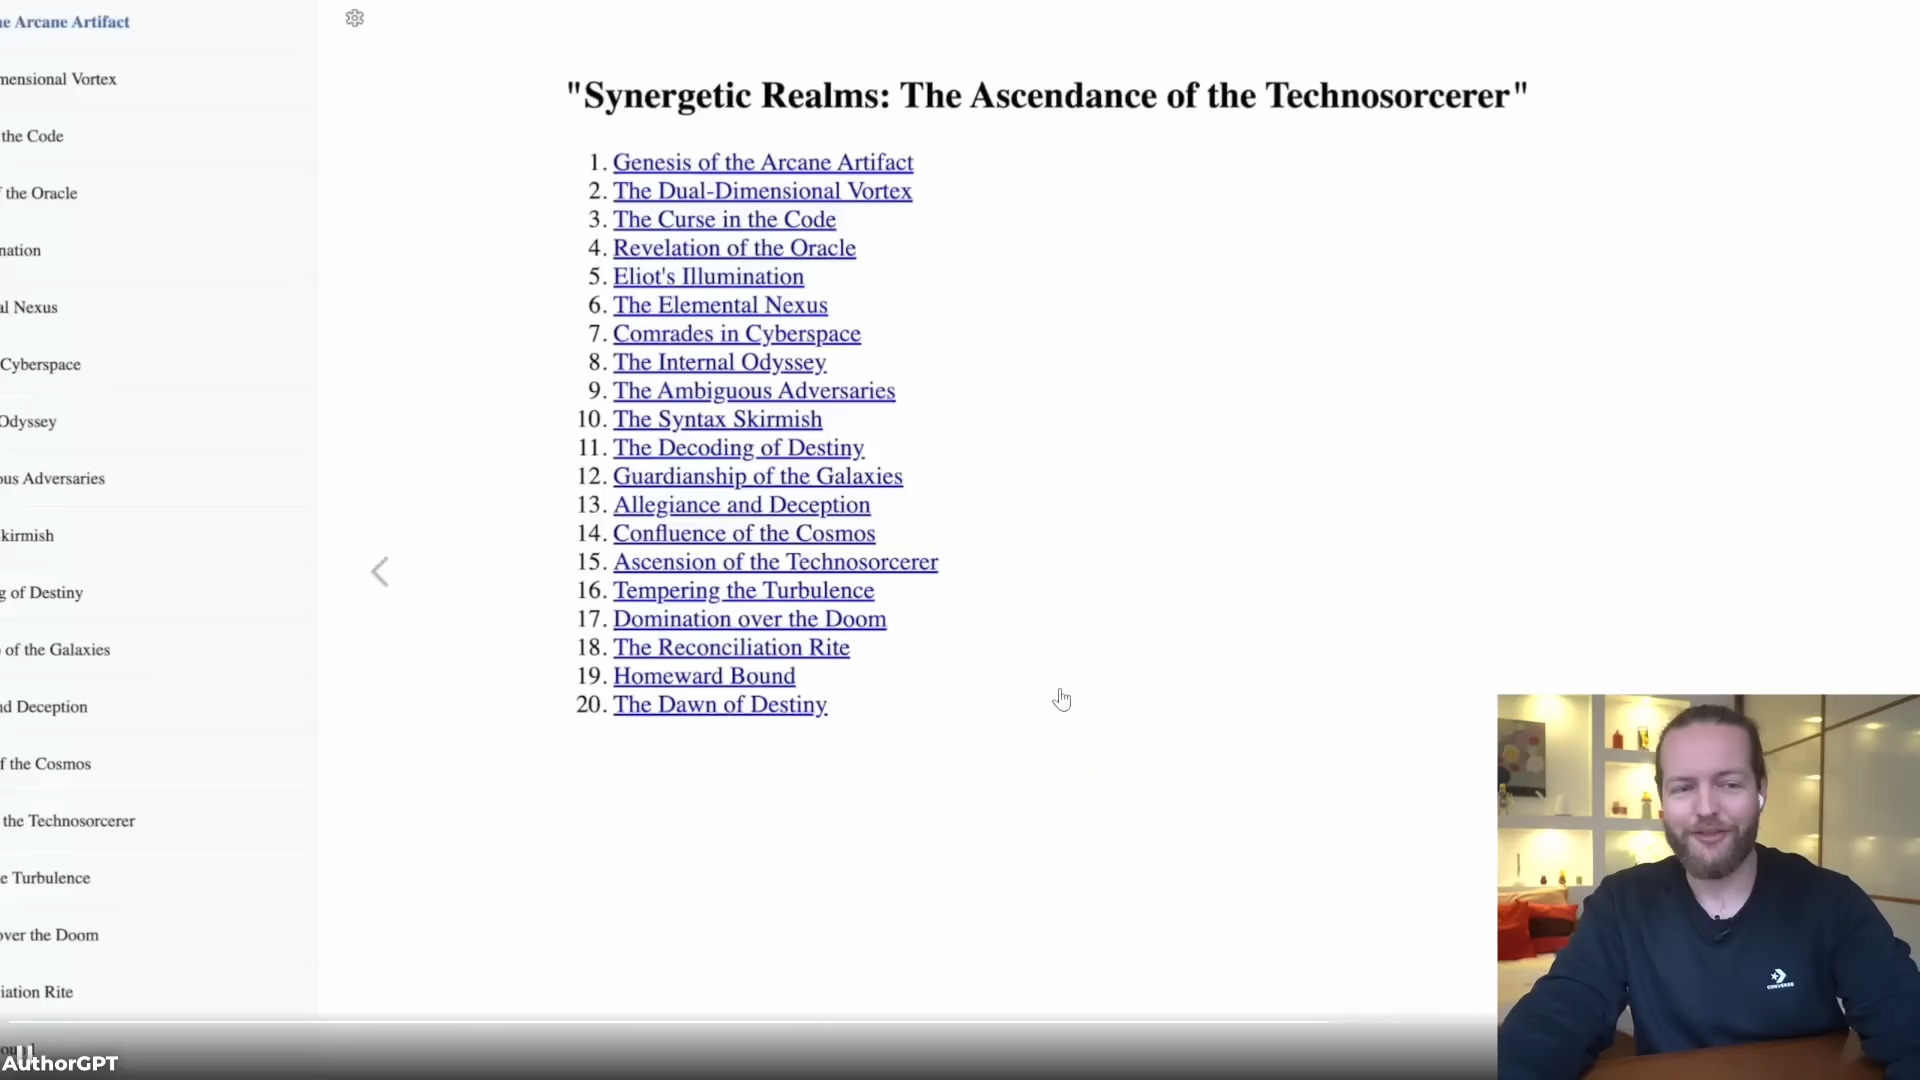 ne Arcane Artifact
mensional Vortex
the Code
f the Oracle
nation
al Nexus
Cyberspace
Odyssey
ous Adversaries
kirmish
g of Destiny
of the Galaxies
nd Deception
f the Cosmos
the Technosorcerer
e Turbulence
over the Doom
iation Rite
"Synergetic Realms: The Ascendance of the Technosorcerer"
1. Genesis of the Arcane Artifact
2. The Dual-Dimensional Vortex
3. The Curse in the Code
4. Revelation of the Oracle
5. Eliot's Illumination
6. The Elemental Nexus
7. Comrades in Cyberspace
8. The Internal Odyssey
9. The Ambiguous Adversaries
10. The Syntax Skirmish
11. The Decoding of Destiny
12. Guardianship of the Galaxies
13. Allegiance and Deception
14. Confluence of the Cosmos
15. Ascension of the Technosorcerer
16. Tempering the Turbulence
17. Domination over the Doom
18. The Reconciliation Rite
19. Homeward Bound
20. The Dawn of Destiny
CONVERSE
AuthorGPT